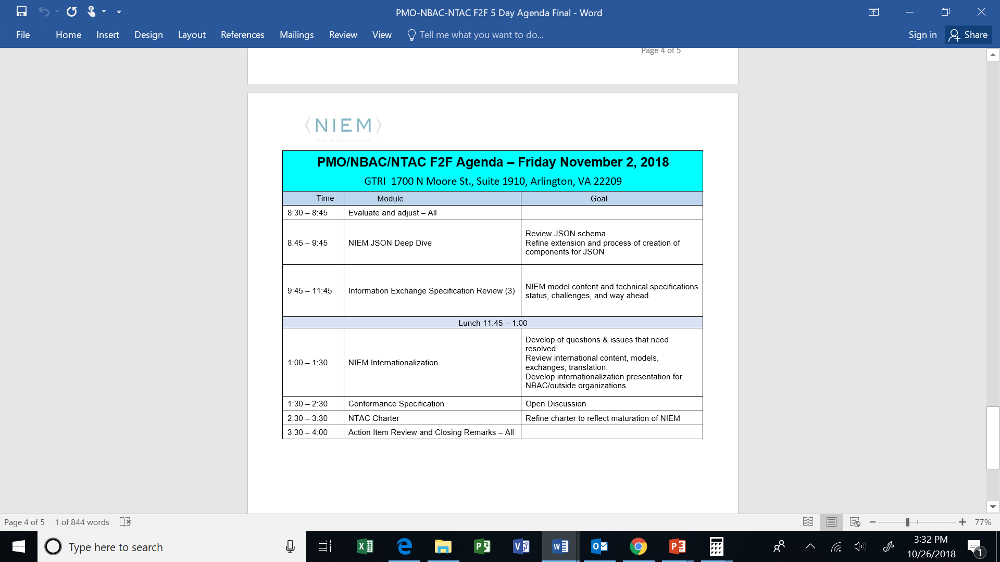 PMO-NBAC-NTAC F2F 5 Day Agenda Final - Word
File Home Insert Design Layout References Mailings Review View Tell me what you want to do... Sign in Share
Page 4 of 5
NIEM
PMO/NBAC/NTAC F2F Agenda – Friday November 2, 2018
GTRI 1700 N Moore St., Suite 1910, Arlington, VA 22209
Time Module Goal
8:30 – 8:45 Evaluate and adjust – All
8:45 – 9:45 NIEM JSON Deep Dive
Review JSON schema
Refine extension and process of creation of
components for JSON
9:45 – 11:45 Information Exchange Specification Review (3)
NIEM model content and technical specifications
status, challenges, and way ahead
Lunch 11:45 – 1:00
1:00 – 1:30 NIEM Internationalization
Develop of questions & issues that need
resolved.
Review international content, models,
exchanges, translation.
Develop internationalization presentation for
NBAC/outside organizations.
1:30 – 2:30 Conformance Specification Open Discussion
2:30 – 3:30 NTAC Charter Refine charter to reflect maturation of NIEM
3:30 – 4:00 Action Item Review and Closing Remarks – All
Page 4 of 5 1 of 844 words 77%
Type here to search
3:32 PM
10/26/2018
1